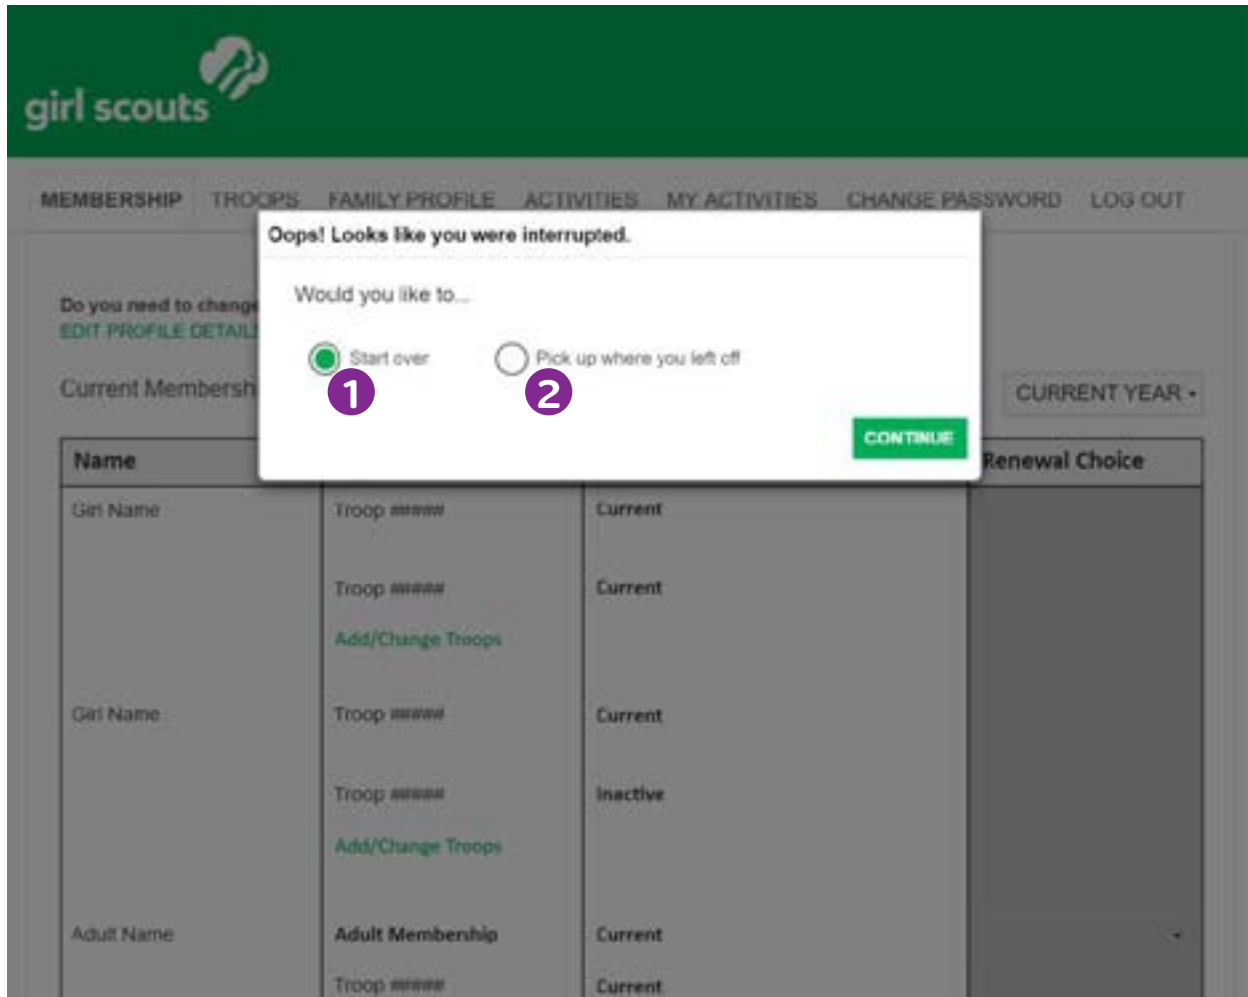 girl scouts
MEMBERSHIP TROOPS FAMILY PROFILE ACTIVITIES MY ACTIVITIES CHANGE PASSWORD LOG OUT
Oops! Looks like you were interrupted.
Would you like to...
Do you need to change
EDIT PROFILE DETAILS
Start over Pick up where you left off
1 2
Current Membersh CURRENT YEAR
CONTINUE
Name Renewal Choice
Girl Name Troop ##### Current
Troop ##### Current
Add/Change Troops
Girl Name Troop ##### Current
Troop ##### Inactive
Add/Change Troops
Adult Name Adult Membership Current
Troop ##### Current